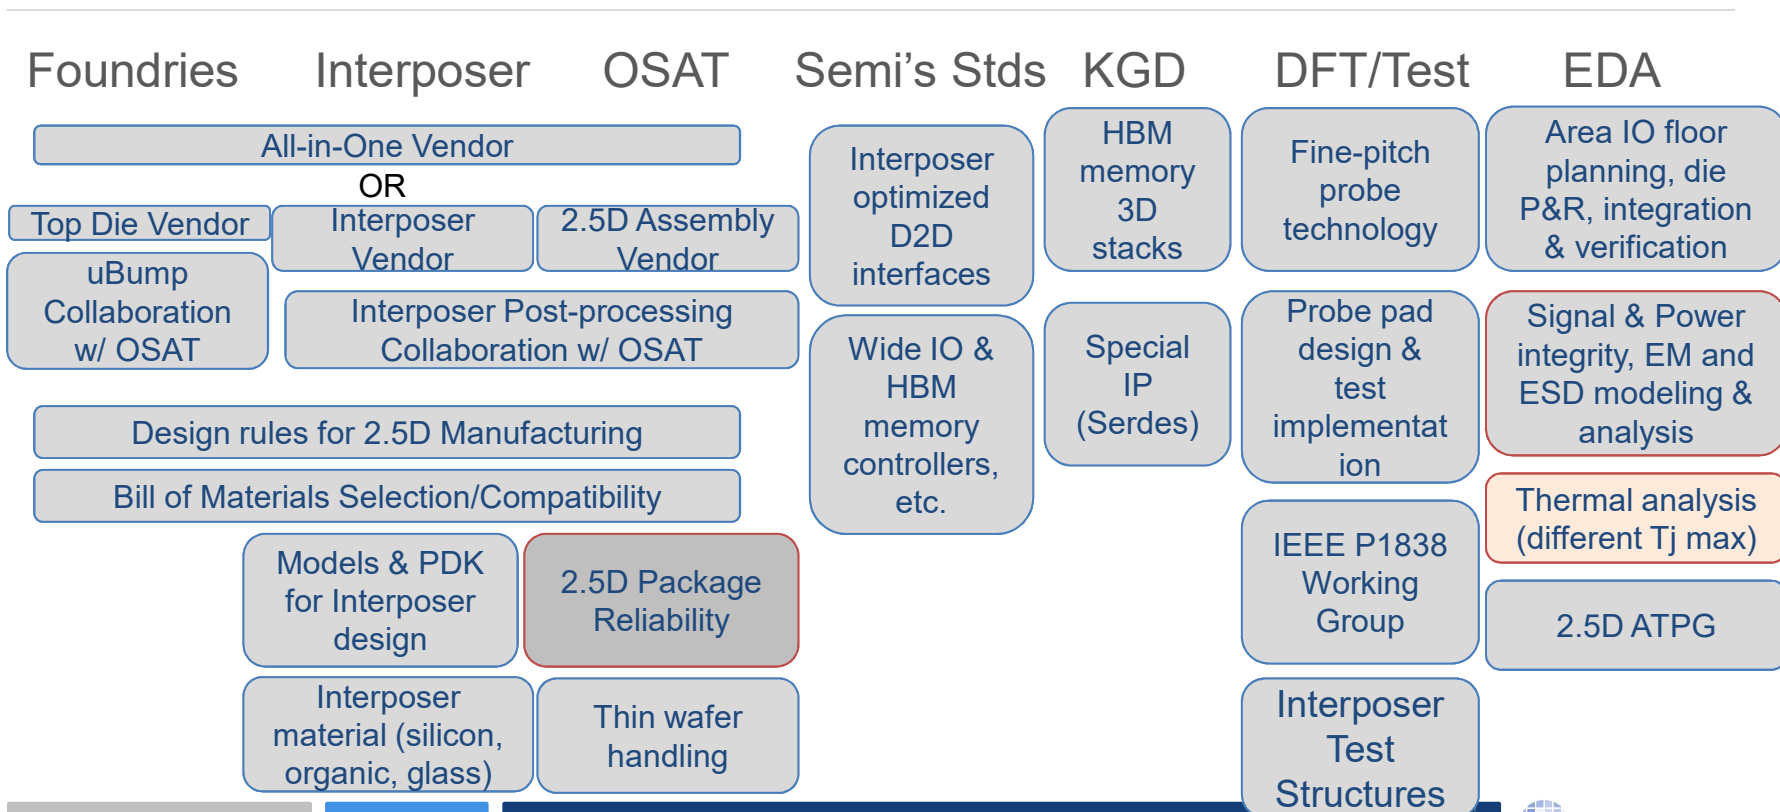 Foundries
Interposer
OSAT
Semi's Stds
KGD
DFT/Test
EDA
All-in-One Vendor
OR
Top Die Vendor
Interposer
Vendor
2.5D Assembly
Vendor
uBump
Collaboration
w/ OSAT
Interposer Post-processing
Collaboration w/ OSAT
Design rules for 2.5D Manufacturing
Bill of Materials Selection/Compatibility
Models & PDK
for Interposer
design
2.5D Package
Reliability
Interposer
material (silicon,
organic, glass)
Thin wafer
handling
Interposer
optimized
D2D
interfaces
Wide IO &
HBM
memory
controllers,
etc.
HBM
memory
3D
stacks
Special
IP
(Serdes)
Fine-pitch
probe
technology
Probe pad
design &
test
implementat
ion
IEEE P1838
Working
Group
Interposer
Test
Structures
Area IO floor
planning, die
P&R, integration
& verification
Signal & Power
integrity, EM and
ESD modeling &
analysis
Thermal analysis
(different Tj max)
2.5D ATPG